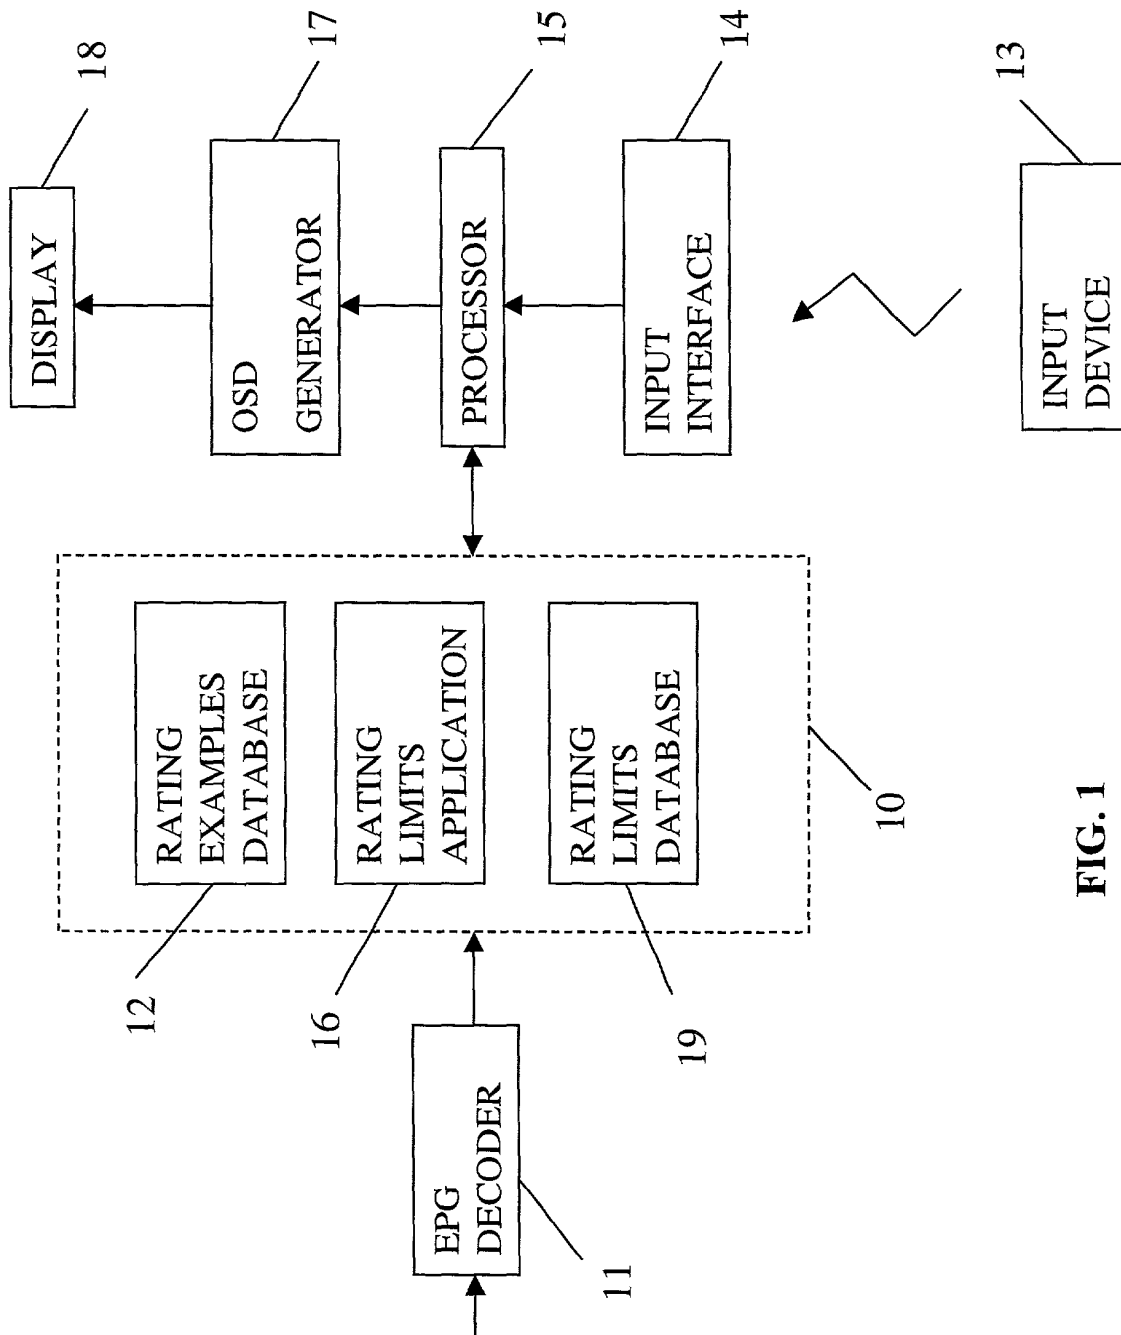 18
DISPLAY
17
OSD
GENERATOR
15
PROCESSOR
14
INPUT
INTERFACE
13
INPUT
DEVICE
RATING
EXAMPLES
DATABASE
12
RATING
LIMITS
APPLICATION
16
RATING
LIMITS
DATABASE
19
10
EPG
DECODER
11
FIG. 1